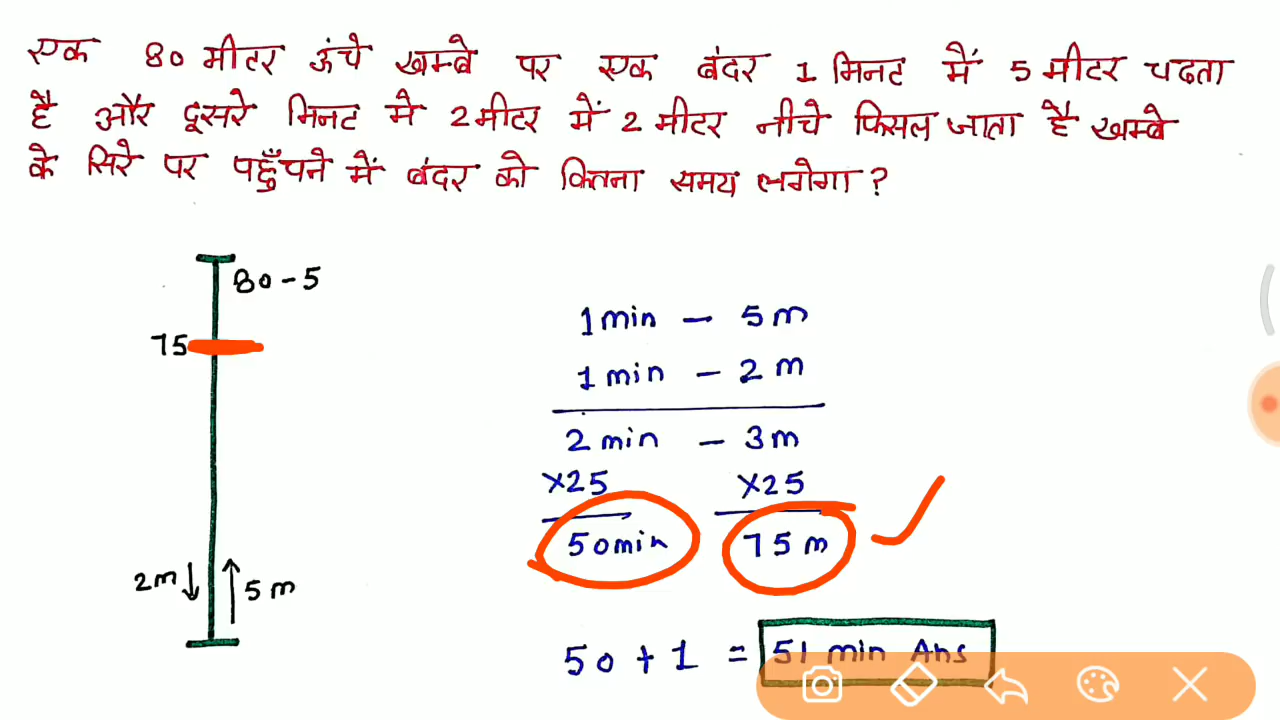 एक 80 मीटर ऊंचे खम्बे पर एक बंदर 1 मिनट में 5 मीटर चढता
है और दूसरे मिनट मे 2 मीटर में 2 मीटर नीचे फिसल जाता है खम्बे
के सिरे पर पहुँचने में बंदर को कितना समय लगेगा?
80-5
75
2m
5m
1min - 5m
1min - 2m
2min - 3m
×25 ×25
50min 75m
50+1 = 51 min Ans